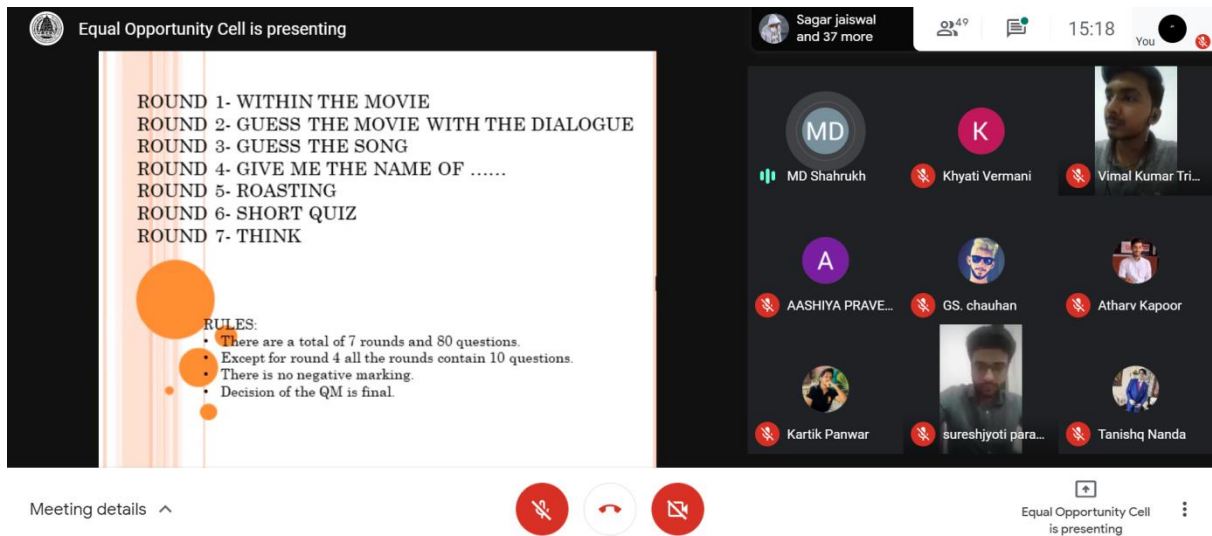 Equal Opportunity Cell is presenting
Sagar jaiswal
and 37 more
49
15:18
You
ROUND 1- WITHIN THE MOVIE
ROUND 2- GUESS THE MOVIE WITH THE DIALOGUE
ROUND 3- GUESS THE SONG
ROUND 4- GIVE ME THE NAME OF ……
ROUND 5- ROASTING
ROUND 6- SHORT QUIZ
ROUND 7- THINK
RULES:
• There are a total of 7 rounds and 80 questions.
• Except for round 4 all the rounds contain 10 questions.
• There is no negative marking.
• Decision of the QM is final.
MD
K
MD Shahrukh
Khyati Vermani
Vimal Kumar Tri...
A
AASHIYA PRAVE...
GS. chauhan
Atharv Kapoor
Kartik Panwar
sureshjyoti para...
Tanishq Nanda
Meeting details
Equal Opportunity Cell
is presenting